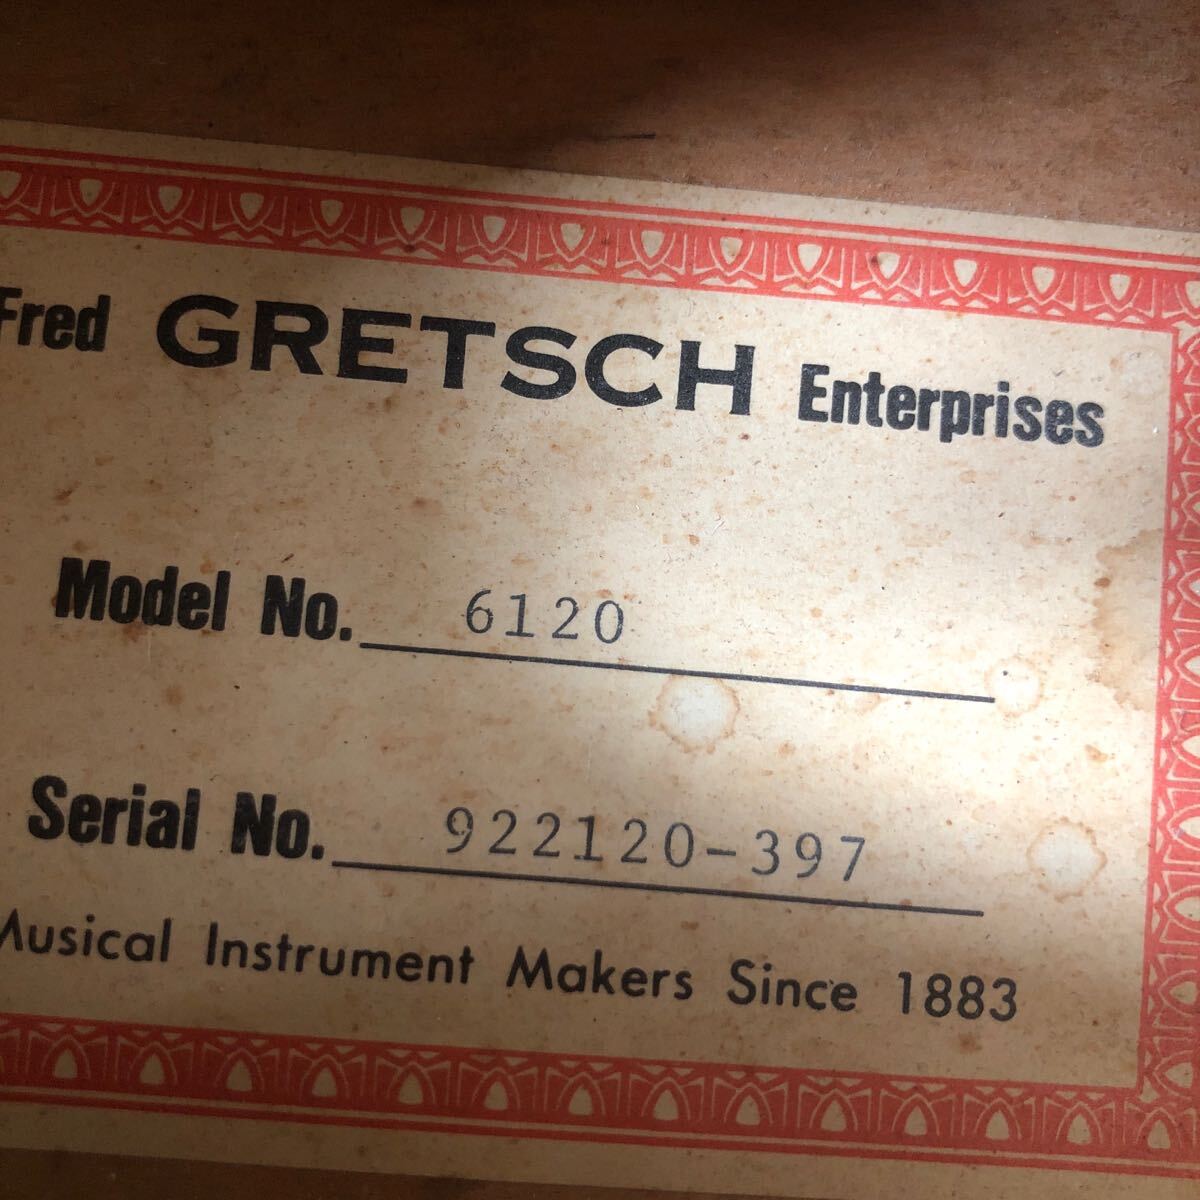 Fred GRETSCH Enterprises
Model No. 6120
Serial No. 922120-397
Musical Instrument Makers Since 1883